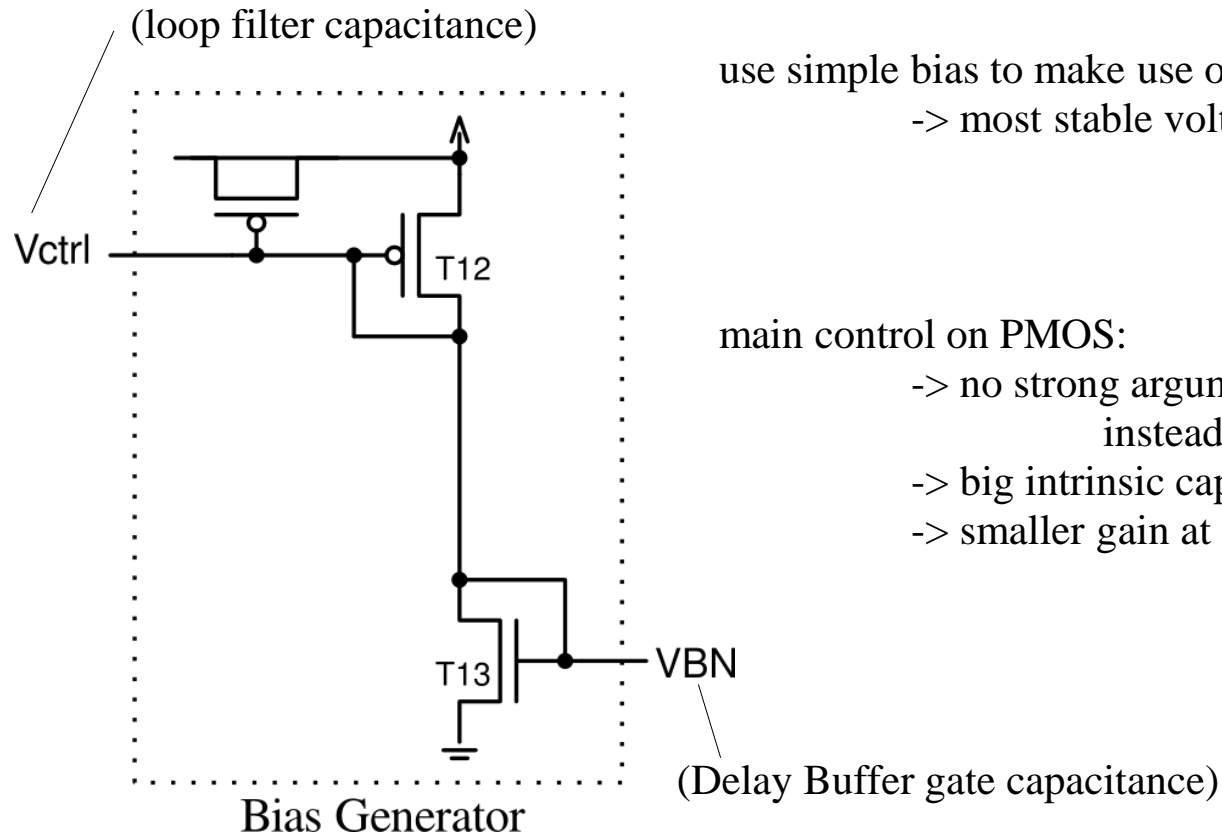 (loop filter capacitance)
use simple bias to make use o
-> most stable volt
Vctrl
T12
main control on PMOS:
-> no strong argun
instead
-> big intrinsic cap
-> smaller gain at
T13
VBN
(Delay Buffer gate capacitance)
Bias Generator